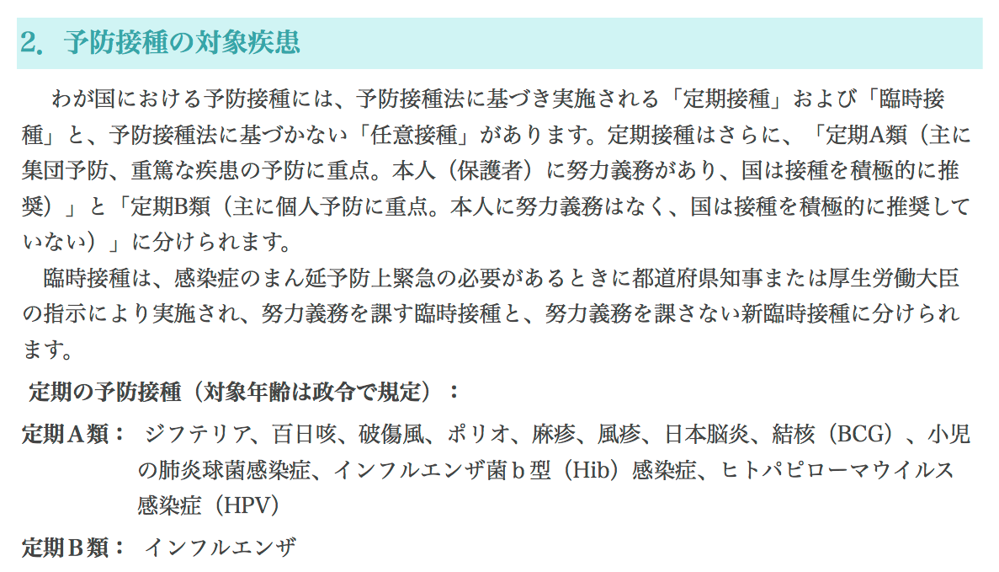 2．予防接種の対象疾患
わが国における予防接種には、予防接種法に基づき実施される「定期接種」および「臨時接
種」と、予防接種法に基づかない「任意接種」があります。定期接種はさらに、「定期A類（主に
集団予防、重篤な疾患の予防に重点。本人（保護者）に努力義務があり、国は接種を積極的に推
奨）」と「定期B類（主に個人予防に重点。本人に努力義務はなく、国は接種を積極的に推奨して
いない）」に分けられます。
臨時接種は、感染症のまん延予防上緊急の必要があるときに都道府県知事または厚生労働大臣
の指示により実施され、努力義務を課す臨時接種と、努力義務を課さない新臨時接種に分けられ
ます。
定期の予防接種（対象年齢は政令で規定）：
定期Ａ類： ジフテリア、百日咳、破傷風、ポリオ、麻疹、風疹、日本脳炎、結核（BCG）、小児
の肺炎球菌感染症、インフルエンザ菌ｂ型（Hib）感染症、ヒトパピローマウイルス
感染症（HPV）
定期Ｂ類： インフルエンザ